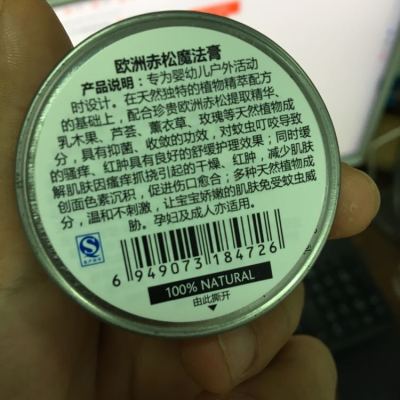 欧洲赤松魔法膏
产品说明：专为婴幼儿户外活动
时设计。在天然独特的植物精萃配方
的基础上，配合珍贵欧洲赤松提取精华、
乳木果、芦荟、薰衣草、玫瑰等天然植物成
分，具有抑菌、收敛的功效，对蚊虫叮咬导致
的骚痒、红肿具有良好的舒缓护理效果；同时缓
解肌肤因瘙痒抓挠引起的干燥、红肿，减少肌肤
创面色素沉积，促进伤口愈合；多种天然植物成
分，温和不刺激，让宝宝娇嫩的肌肤免受蚊虫威
胁。孕妇及成人亦适用。
6 949073 184726
100% NATURAL
由此撕开